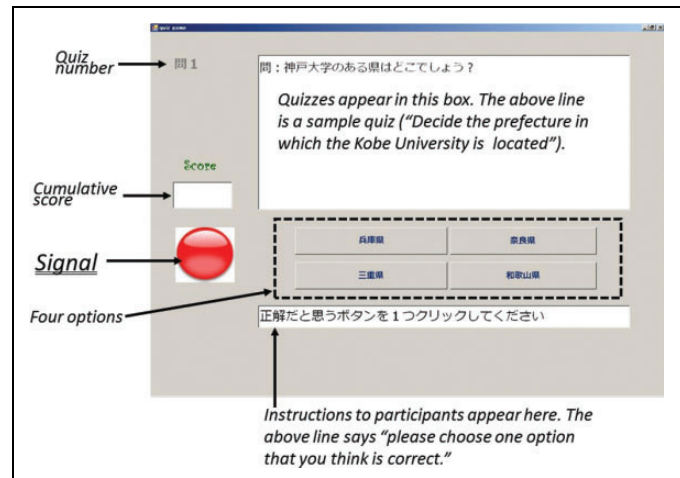 quiz game
Quiz
number
問１
問：神戸大学のある県はどこでしょう？
Quizzes appear in this box. The above line
is a sample quiz (“Decide the prefecture in
which the Kobe University is located”).
Score
Cumulative
score
Signal
兵庫県
奈良県
三重県
和歌山県
Four options
正解だと思うボタンを１つクリックしてください
Instructions to participants appear here. The
above line says “please choose one option
that you think is correct.”